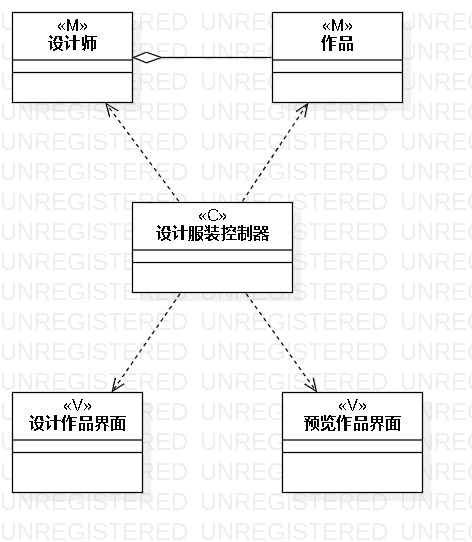 «M»
设计师
«M»
作品
«C»
设计服装控制器
«V»
设计作品界面
«V»
预览作品界面
UNREGISTERED UNREGISTERED UNREGISTERED